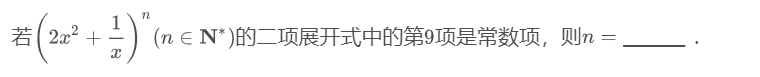 若$\left(2x^2+\dfrac{1}{x}\right)^n(n\in\mathbf{N}^*)$的二项展开式中的第9项是常数项，则$n=$ ______ ．